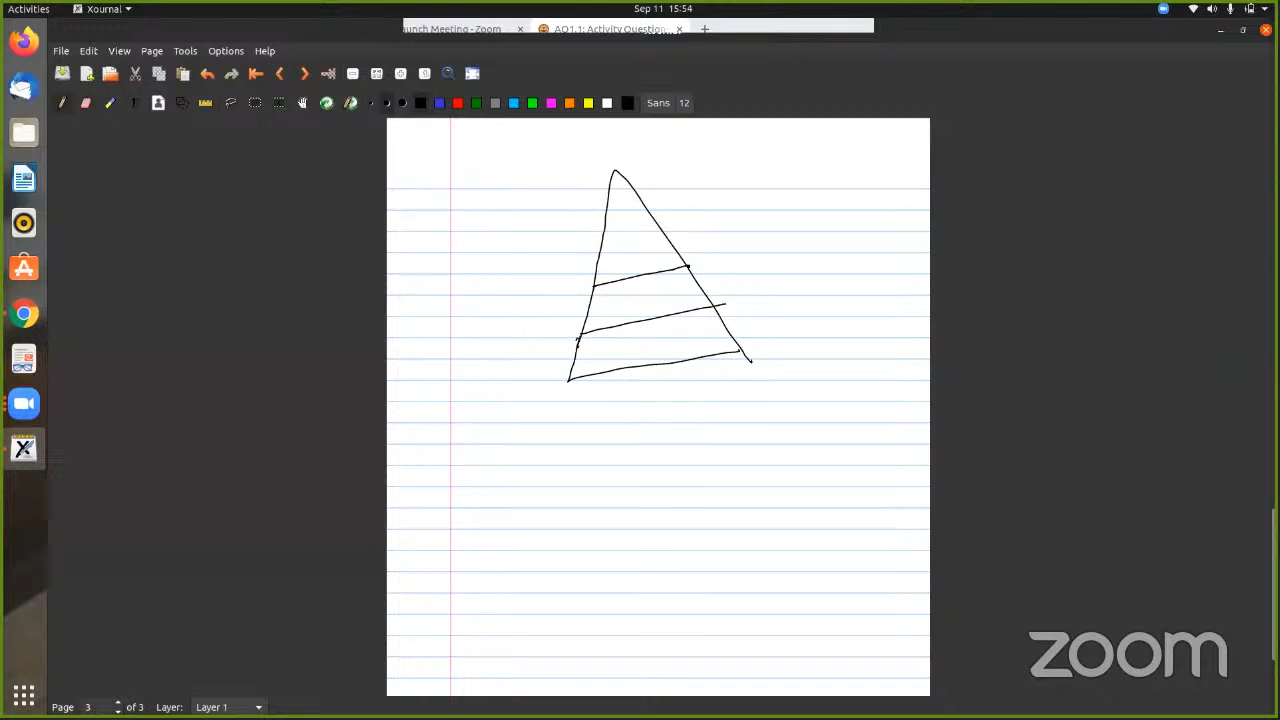 Activities
Xournal
Sep 11 15:54
aunch Meeting - Zoom
AQ1.1: Activity Question...
File Edit View Page Tools Options Help
Sans 12
zoom
Page 3 of 3 Layer: Layer 1